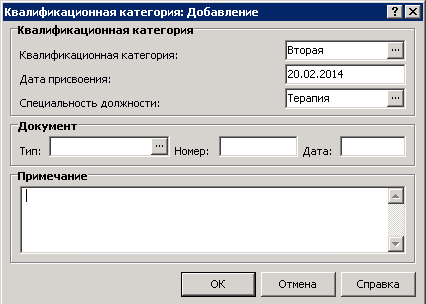 Квалификационная категория: Добавление
Квалификационная категория
Квалификационная категория: Вторая ...
Дата присвоения: 20.02.2014
Специальность должности: Терапия ...
Документ
Тип: ... Номер: Дата:
Примечание
ОК Отмена Справка